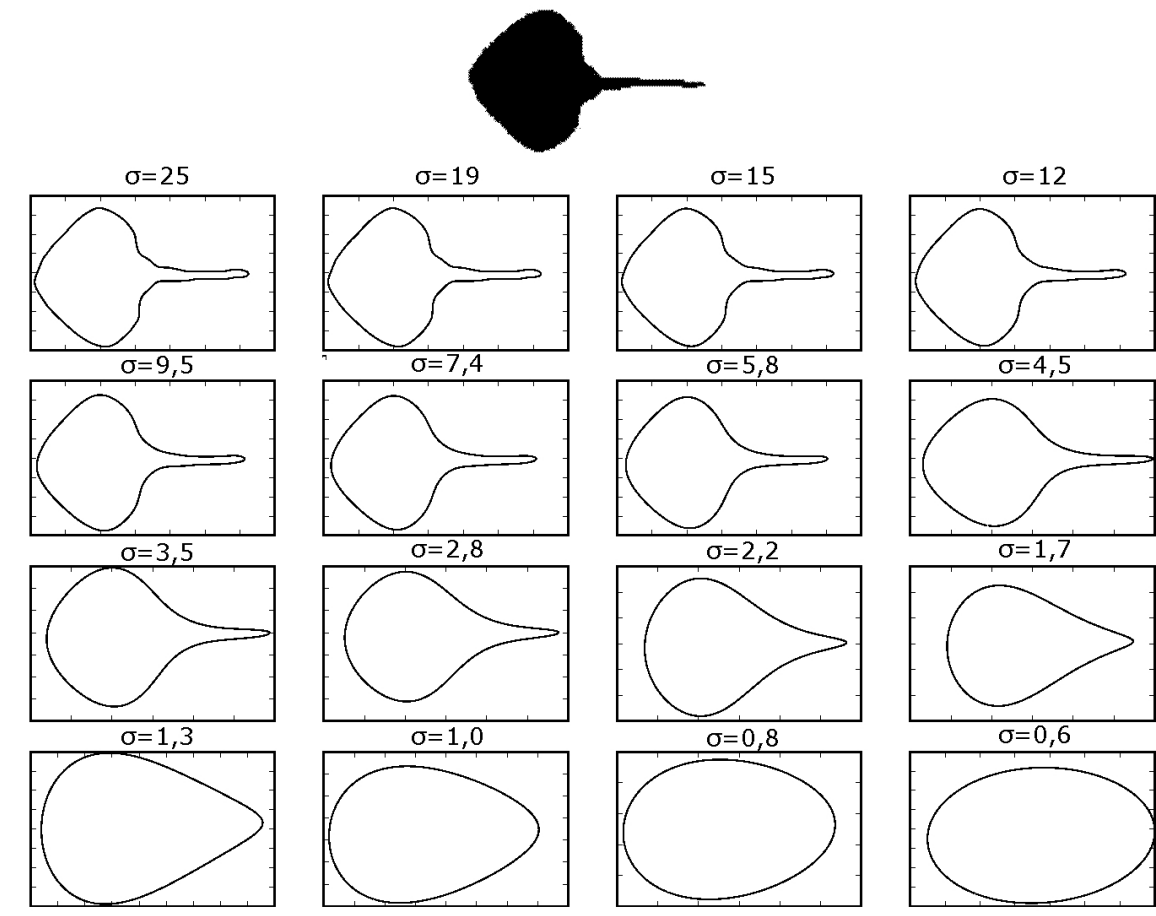 σ=25 σ=19 σ=15 σ=12
σ=9,5 σ=7,4 σ=5,8 σ=4,5
σ=3,5 σ=2,8 σ=2,2 σ=1,7
σ=1,3 σ=1,0 σ=0,8 σ=0,6